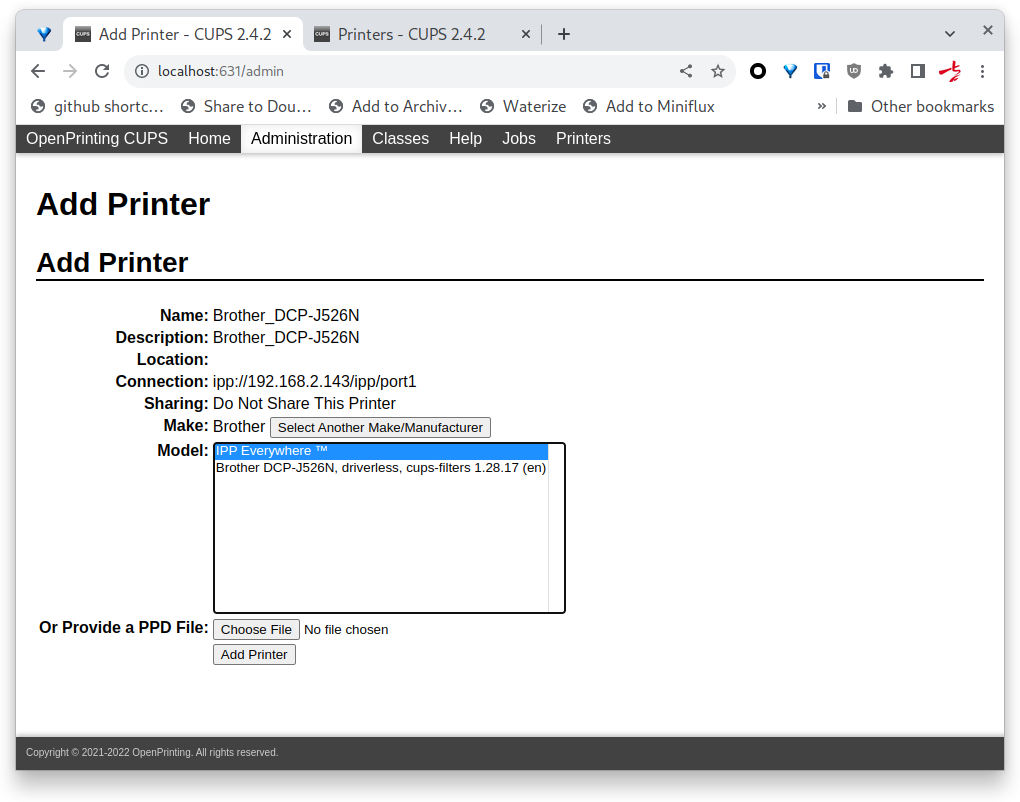 Add Printer - CUPS 2.4.2 Printers - CUPS 2.4.2
localhost:631/admin
github shortc... Share to Dou... Add to Archiv... Waterize Add to Miniflux » Other bookmarks
OpenPrinting CUPS Home Administration Classes Help Jobs Printers
Add Printer
Add Printer
Name: Brother_DCP-J526N
Description: Brother_DCP-J526N
Location:
Connection: ipp://192.168.2.143/ipp/port1
Sharing: Do Not Share This Printer
Make: Brother Select Another Make/Manufacturer
Model: IPP Everywhere ™
Brother DCP-J526N, driverless, cups-filters 1.28.17 (en)
Or Provide a PPD File: Choose File No file chosen
Add Printer
Copyright © 2021-2022 OpenPrinting. All rights reserved.